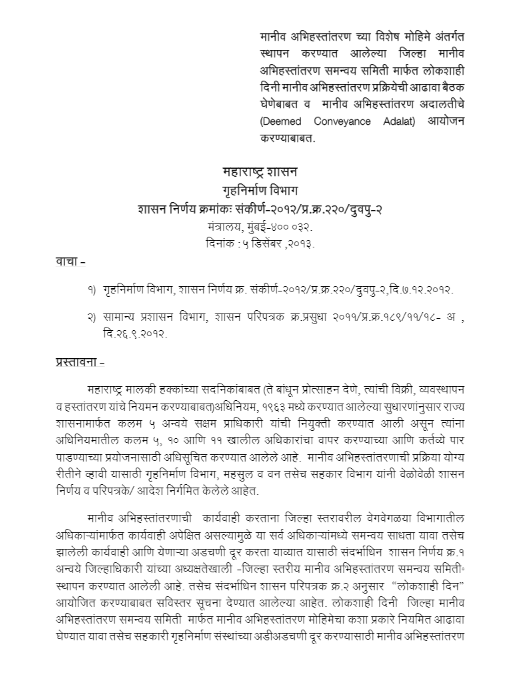 मानीव अभिहस्तांतरण च्या विशेष मोहिमे अंतर्गत
स्थापन करण्यात आलेल्या जिल्हा मानीव
अभिहस्तांतरण समन्वय समिती मार्फत लोकशाही
दिनी मानीव अभिहस्तांतरण प्रक्रियेची आढावा बैठक
घेणेबाबत व मानीव अभिहस्तांतरण अदालतीचे
(Deemed Conveyance Adalat) आयोजन
करण्याबाबत.
महाराष्ट्र शासन
गृहनिर्माण विभाग
शासन निर्णय क्रमांकः संकीर्ण-२०१२/प्र.क्र.२२०/दुवपु-२
मंत्रालय, मुंबई-४०० ०३२.
दिनांक : ५ डिसेंबर ,२०१३.
वाचा -
१) गृहनिर्माण विभाग, शासन निर्णय क्र. संकीर्ण-२०१२/प्र.क्र.२२०/दुवपु-२,दि.७.१२.२०१२.
२) सामान्य प्रशासन विभाग, शासन परिपत्रक क्र.प्रसुधा २०११/प्र.क्र.१८९/११/१८- अ ,
दि.२६.९.२०१२.
प्रस्तावना -
महाराष्ट्र मालकी हक्कांच्या सदनिकांबाबत (ते बांधून प्रोत्साहन देणे, त्यांची विक्री, व्यवस्थापन
व हस्तांतरण यांचे नियमन करण्याबाबत)अधिनियम, १९६३ मध्ये करण्यात आलेल्या सुधारणांनुसार राज्य
शासनामार्फत कलम ५ अन्वये सक्षम प्राधिकारी यांची नियुक्ती करण्यात आली असून त्यांना
अधिनियमातील कलम ५, १० आणि ११ खालील अधिकारांचा वापर करण्याच्या आणि कर्तव्ये पार
पाडण्याच्या प्रयोजनासाठी अधिसूचित करण्यात आलेले आहे. मानीव अभिहस्तांतरणाची प्रक्रिया योग्य
रीतीने व्हावी यासाठी गृहनिर्माण विभाग, महसुल व वन तसेच सहकार विभाग यांनी वेळोवेळी शासन
निर्णय व परिपत्रके/ आदेश निर्गमित केलेले आहेत.
मानीव अभिहस्तांतरणाची कार्यवाही करताना जिल्हा स्तरावरील वेगवेगळया विभागातील
अधिकाऱ्यांमार्फत कार्यवाही अपेक्षित असल्यामुळे या सर्व अधिकाऱ्यांमध्ये समन्वय साधता यावा तसेच
झालेली कार्यवाही आणि येणाऱ्या अडचणी दूर करता याव्यात यासाठी संदर्भाधिन शासन निर्णय क्र.१
अन्वये जिल्हाधिकारी यांच्या अध्यक्षतेखाली -जिल्हा स्तरीय मानीव अभिहस्तांतरण समन्वय समिती-
स्थापन करण्यात आलेली आहे. तसेच संदर्भाधिन शासन परिपत्रक क्र.२ अनुसार "लोकशाही दिन"
आयोजित करण्याबाबत सविस्तर सूचना देण्यात आलेल्या आहेत. लोकशाही दिनी जिल्हा मानीव
अभिहस्तांतरण समन्वय समिती मार्फत मानीव अभिहस्तांतरण मोहिमेचा कशा प्रकारे नियमित आढावा
घेण्यात यावा तसेच सहकारी गृहनिर्माण संस्थांच्या अडीअडचणी दूर करण्यासाठी मानीव अभिहस्तांतरण